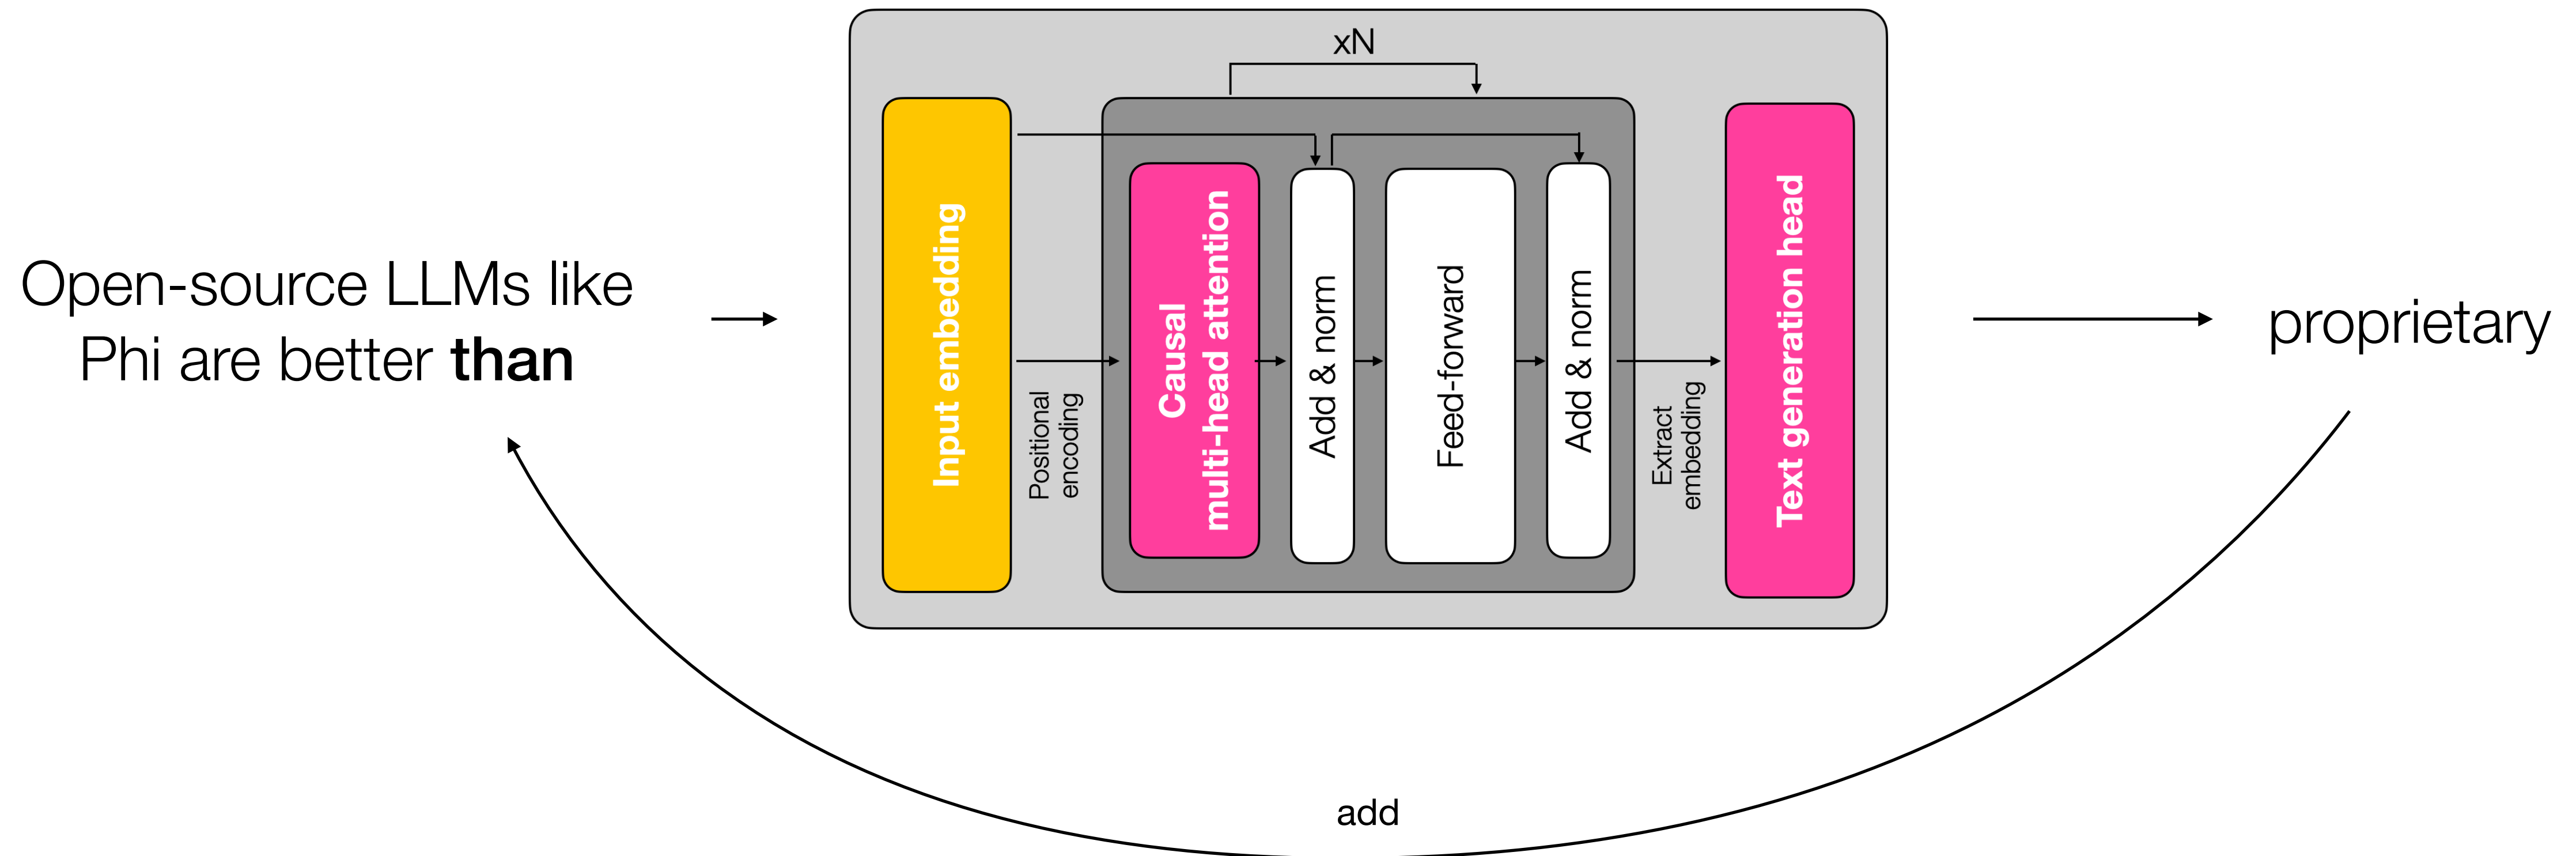 xN
Open-source LLMs like
Phi are better than
Input embedding
Positional
encoding
Causal
multi-head attention
Add & norm
Feed-forward
Add & norm
Extract
embedding
Text generation head
proprietary
add